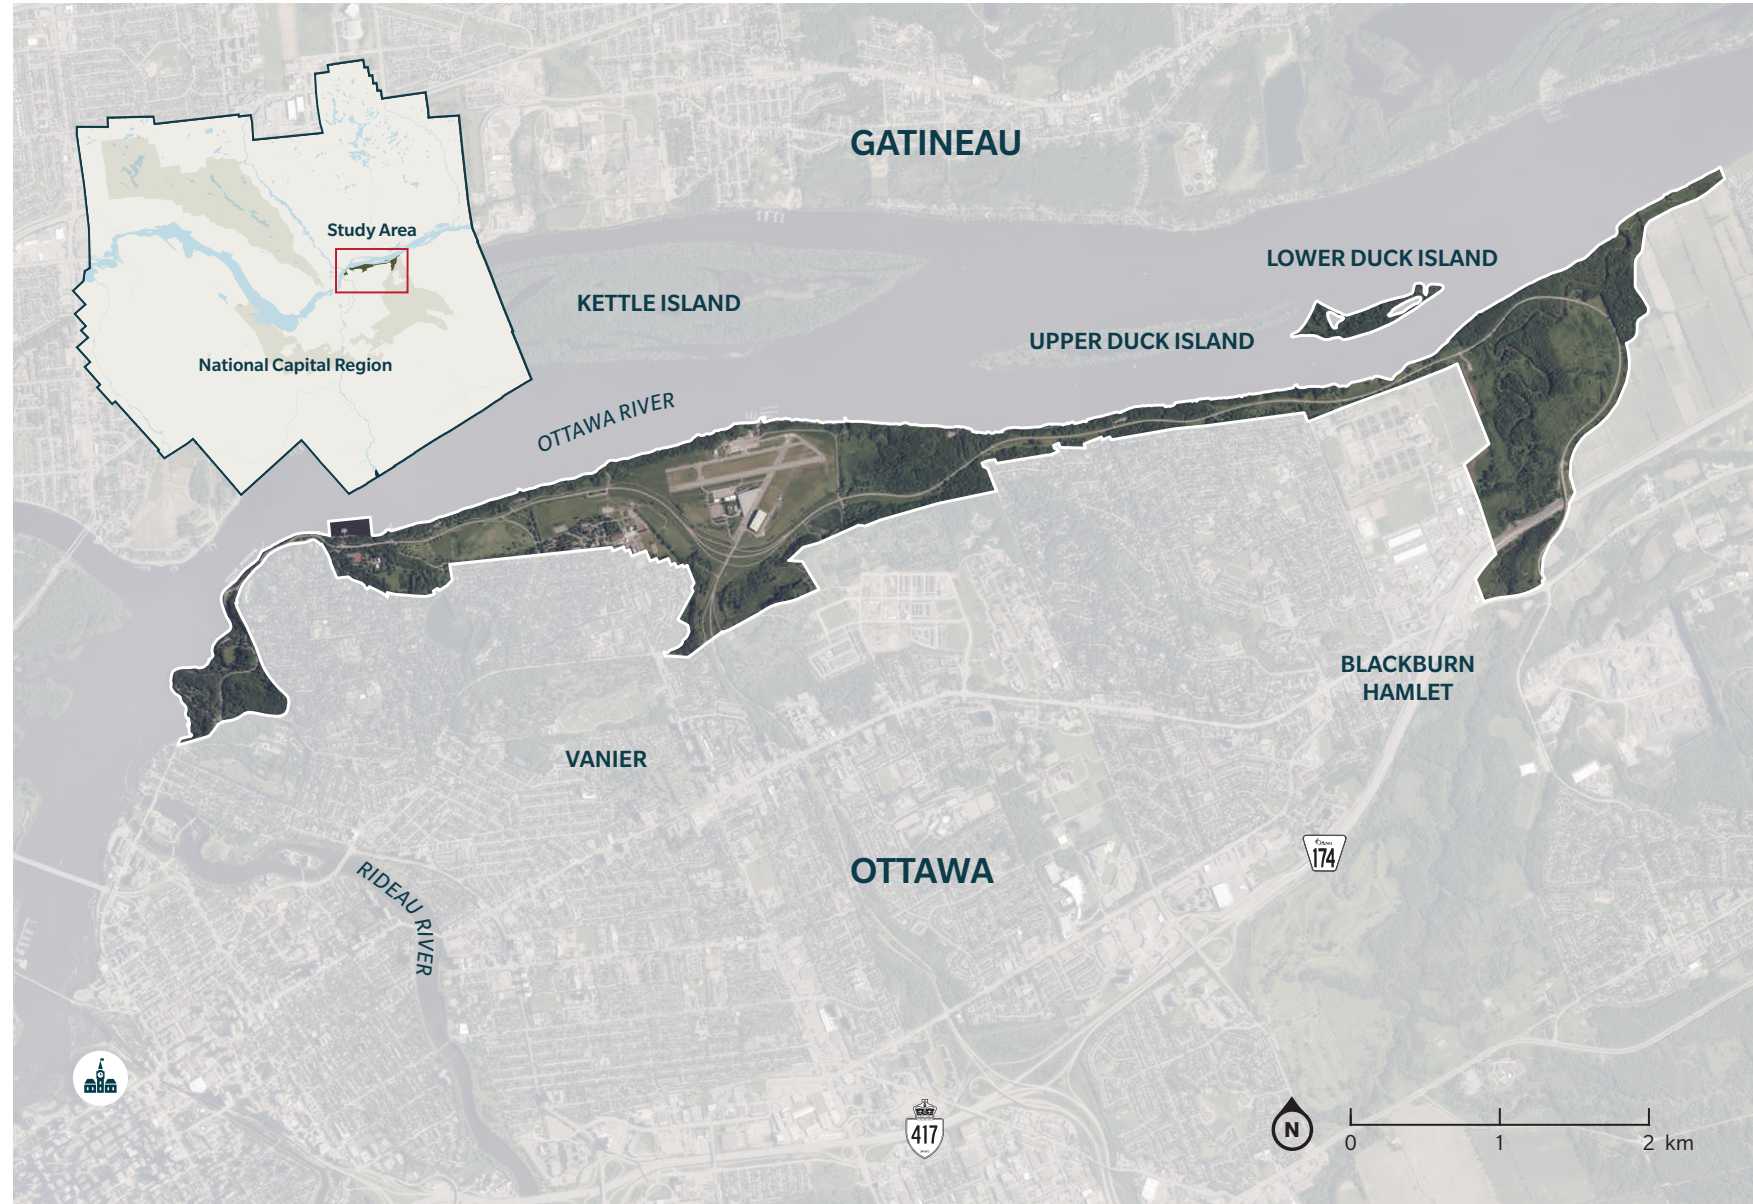 GATINEAU
Study Area
LOWER DUCK ISLAND
KETTLE ISLAND
UPPER DUCK ISLAND
National Capital Region
OTTAWA RIVER
BLACKBURN
HAMLET
VANIER
Ottawa
174
OTTAWA
RIDEAU RIVER
417
N
0 1 2 km